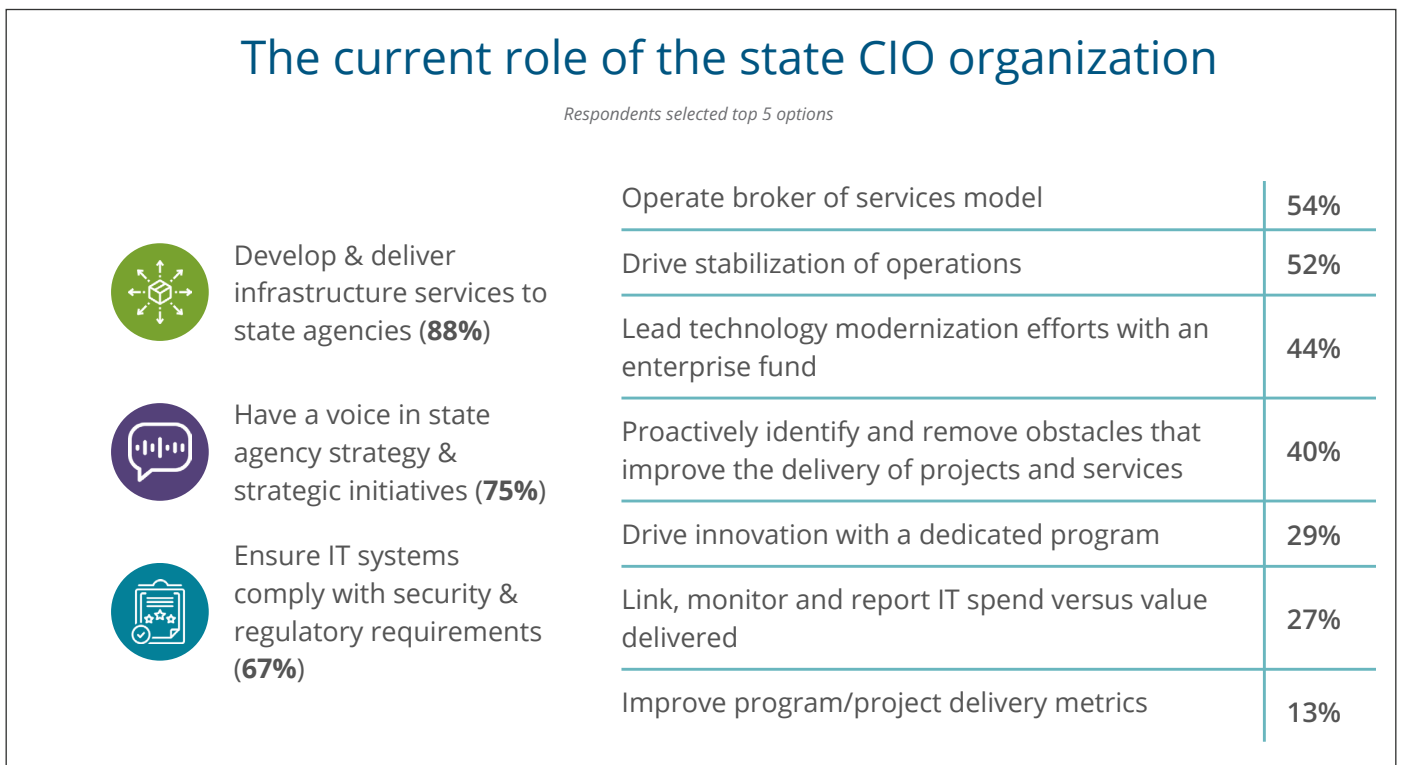 The current role of the state CIO organization
Respondents selected top 5 options
Develop & deliver
infrastructure services to
state agencies (88%)
Have a voice in state
agency strategy &
strategic initiatives (75%)
Ensure IT systems
comply with security &
regulatory requirements
(67%)
Operate broker of services model
54%
Drive stabilization of operations
52%
Lead technology modernization efforts with an
enterprise fund
44%
Proactively identify and remove obstacles that
improve the delivery of projects and services
40%
Drive innovation with a dedicated program
29%
Link, monitor and report IT spend versus value
delivered
27%
Improve program/project delivery metrics
13%